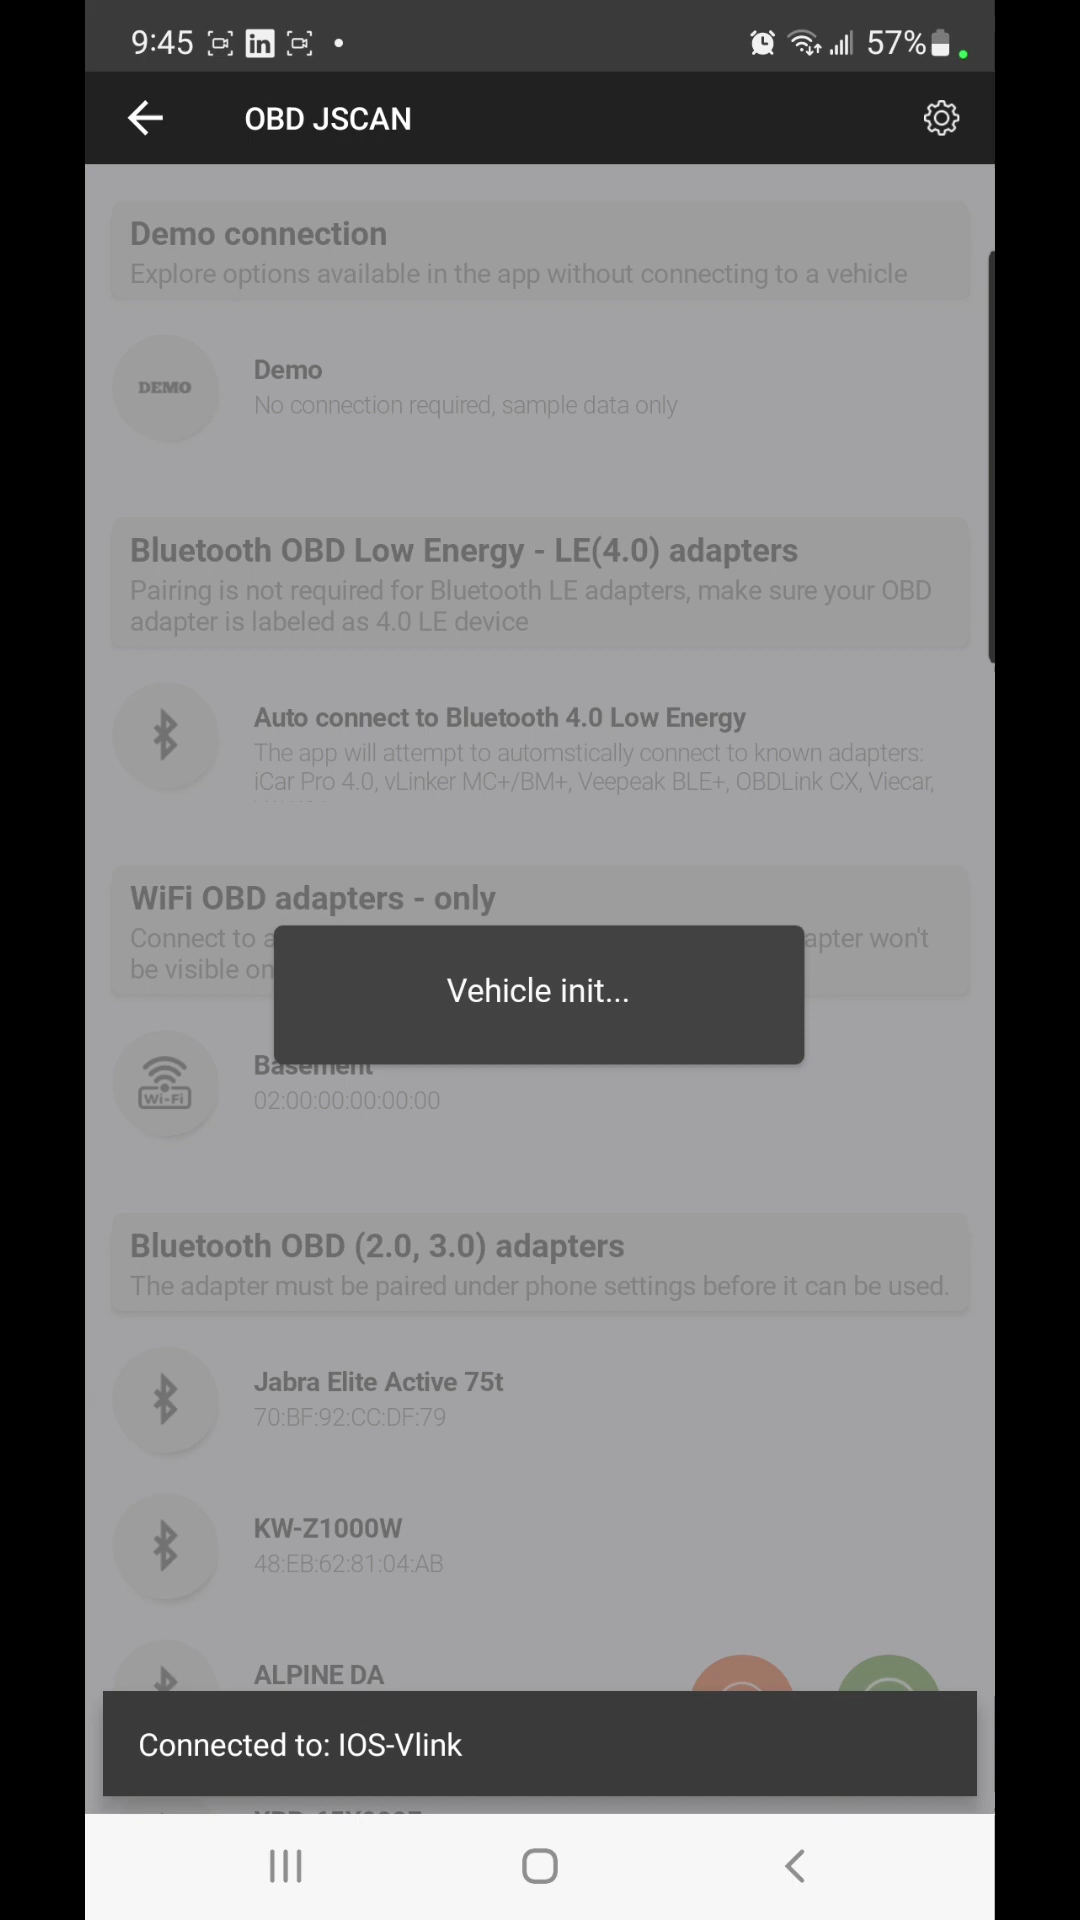 9:45
in
57%
OBD JSCAN
Demo connection
Explore options available in the app without connecting to a vehicle
DEMO
Demo
No connection required, sample data only
Bluetooth OBD Low Energy - LE(4.0) adapters
Pairing is not required for Bluetooth LE adapters, make sure your OBD
adapter is labeled as 4.0 LE device
Auto connect to Bluetooth 4.0 Low Energy
The app will attempt to automstically connect to known adapters:
iCar Pro 4.0, vLinker MC+/BM+, Veepeak BLE+, OBDLink CX, Viecar,
WiFi OBD adapters - only
Connect to
won't
be visible
Vehicle init...
Wi-Fi
Basement
02:00:00:00:00:00
Bluetooth OBD (2.0, 3.0) adapters
The adapter must be paired under phone settings before it can be used.
Jabra Elite Active 75t
70:BF:92:CC:DF:79
KW-Z1000W
48:EB:62:81:04:AB
ALPINE DA
Connected to: IOS-Vlink